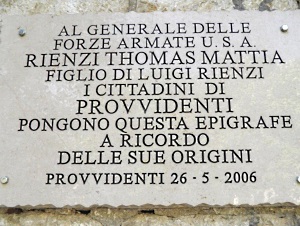 AL GENERALE DELLE
FORZE ARMATE U.S.A.
RIENZI THOMAS MATTIA
FIGLIO DI LUIGI RIENZI
I CITTADINI DI
PROVVIDENTI
PONGONO QUESTA EPIGRAFE
A RICORDO
DELLE SUE ORIGINI
PROVVIDENTI 26 - 5 - 2006